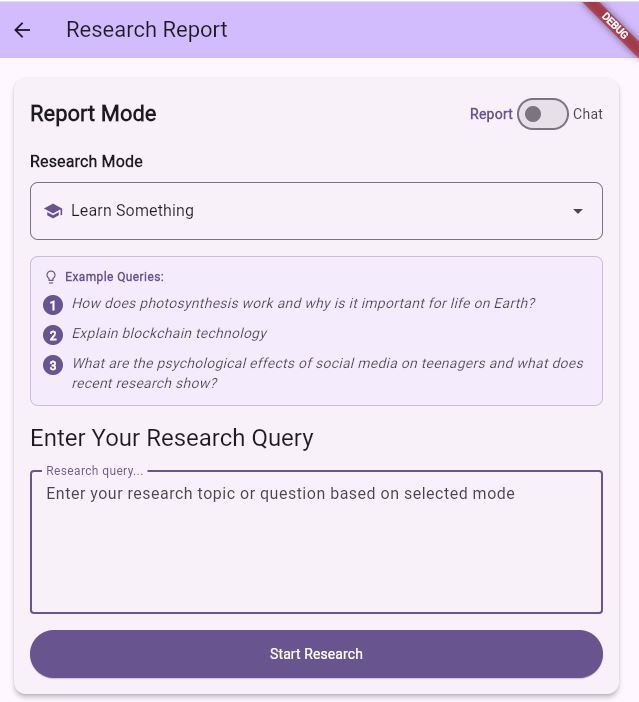 Research Report
DEBUG
Report Mode
Report
Chat
Research Mode
Learn Something
Example Queries:
1 How does photosynthesis work and why is it important for life on Earth?
2 Explain blockchain technology
3 What are the psychological effects of social media on teenagers and what does
recent research show?
Enter Your Research Query
Research query...
Enter your research topic or question based on selected mode
Start Research